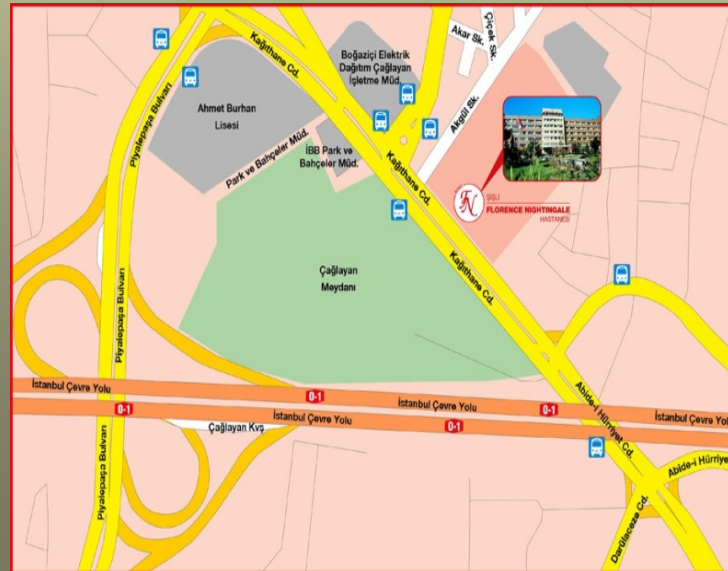 Kağıthane Cd.
Piyalepaşa Bulvarı
Ahmet Burhan
Lisesi
Boğaziçi Elektrik
Dağıtım Çağlayan
İşletme Müd.
Akar Sk.
Çiçek Sk.
Akgül Sk.
Park ve Bahçeler Müd.
İBB Park ve
Bahçeler Müd.
Kağıthane Cd.
ŞİŞLİ
FLORENCE NIGHTINGALE
HASTANESİ
Kağıthane Cd.
Çağlayan
Meydanı
Piyalepaşa Bulvarı
İstanbul Çevre Yolu
O-1
İstanbul Çevre Yolu
O-1
İstanbul Çevre Yolu
O-1
İstanbul Çevre Yolu
O-1
Çağlayan Kvş.
Abide-i Hürriyet Cd.
Piyalepaşa Bulvarı
Abide-i Hürriye
Darülaceze Cd.